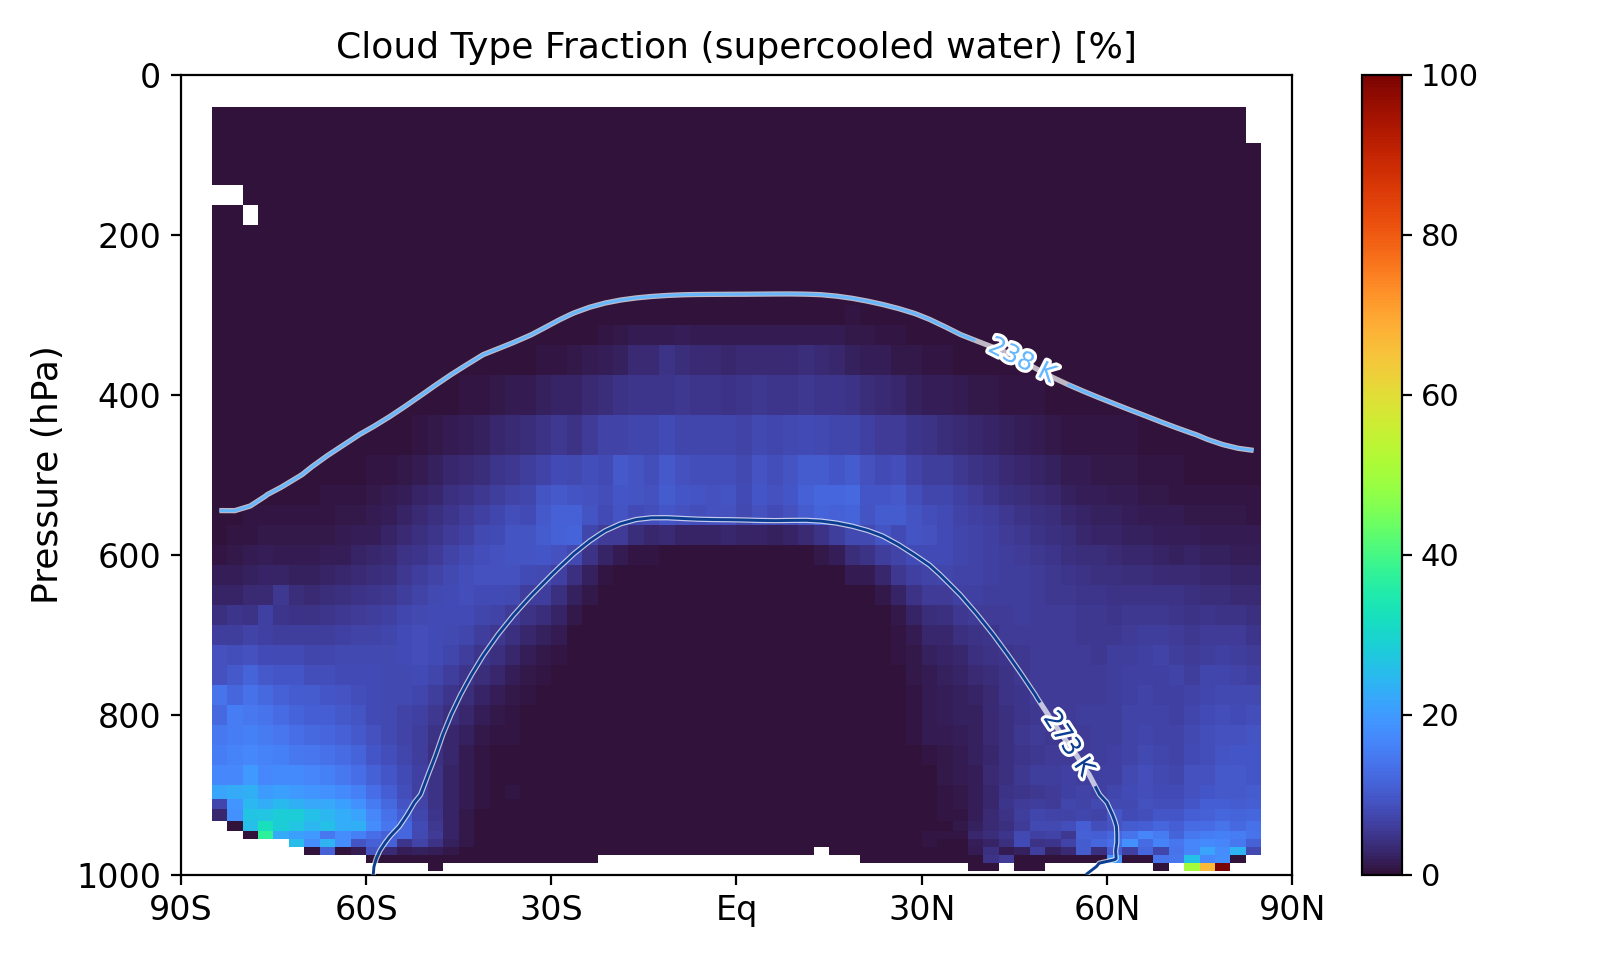 Cloud Type Fraction (supercooled water) [%]
0
200
400
600
800
1000
Pressure (hPa)
238 K
273 K
90S
60S
30S
Eq
30N
60N
90N
100
80
60
40
20
0